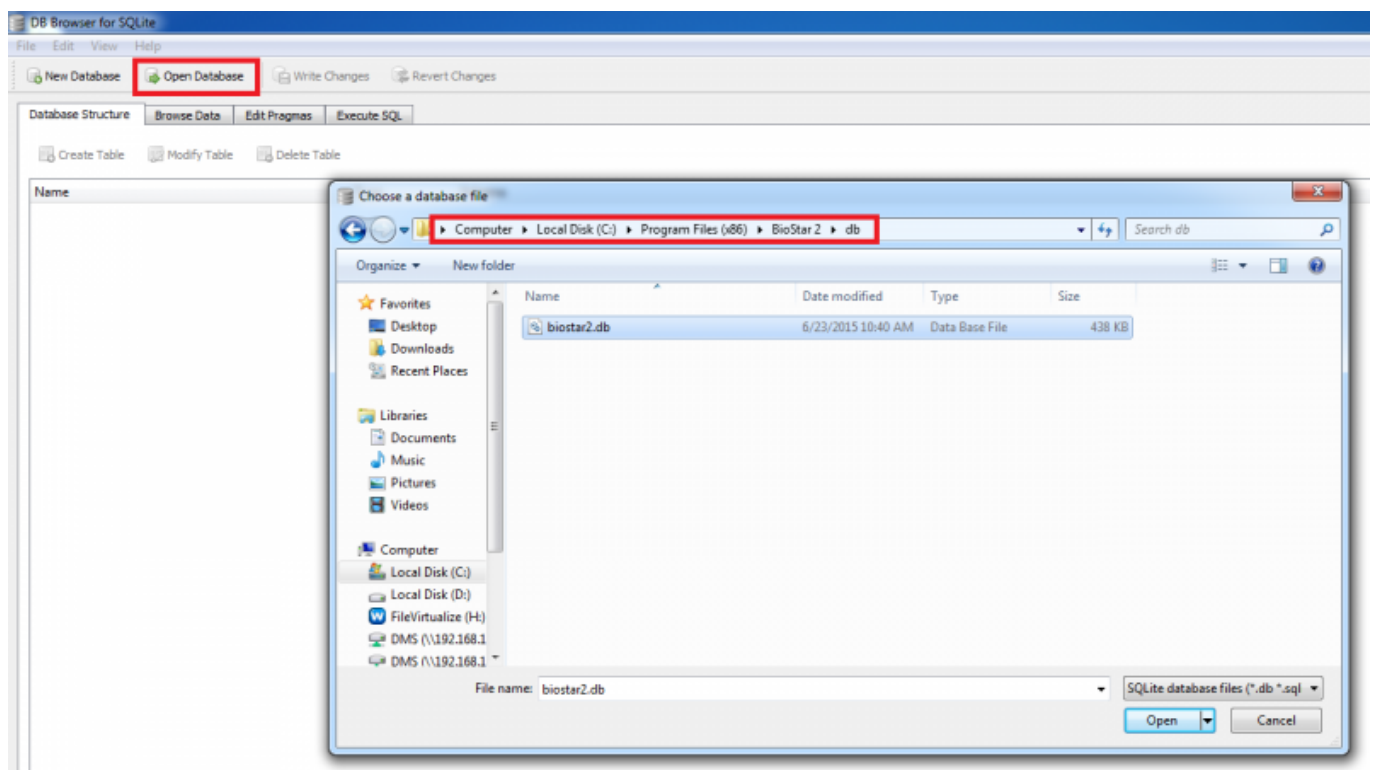 DB Browser for SQLite
File Edit View Help
New Database Open Database Write Changes Revert Changes
Database Structure Browse Data Edit Pragmas Execute SQL
Create Table Modify Table Delete Table
Name
Choose a database file
Computer Local Disk (C:) Program Files (x86) BioStar 2 db Search db
Organize New folder
Name Date modified Type Size
biostar2.db 6/23/2015 10:40 AM Data Base File 438 KB
Favorites
Desktop
Downloads
Recent Places
Libraries
Documents
Music
Pictures
Videos
Computer
Local Disk (C:)
Local Disk (D:)
FileVirtualize (H:)
DMS (\\192.168.1
DMS (\\192.168.1
File name: biostar2.db SQLite database files (*.db *.sql
Open Cancel